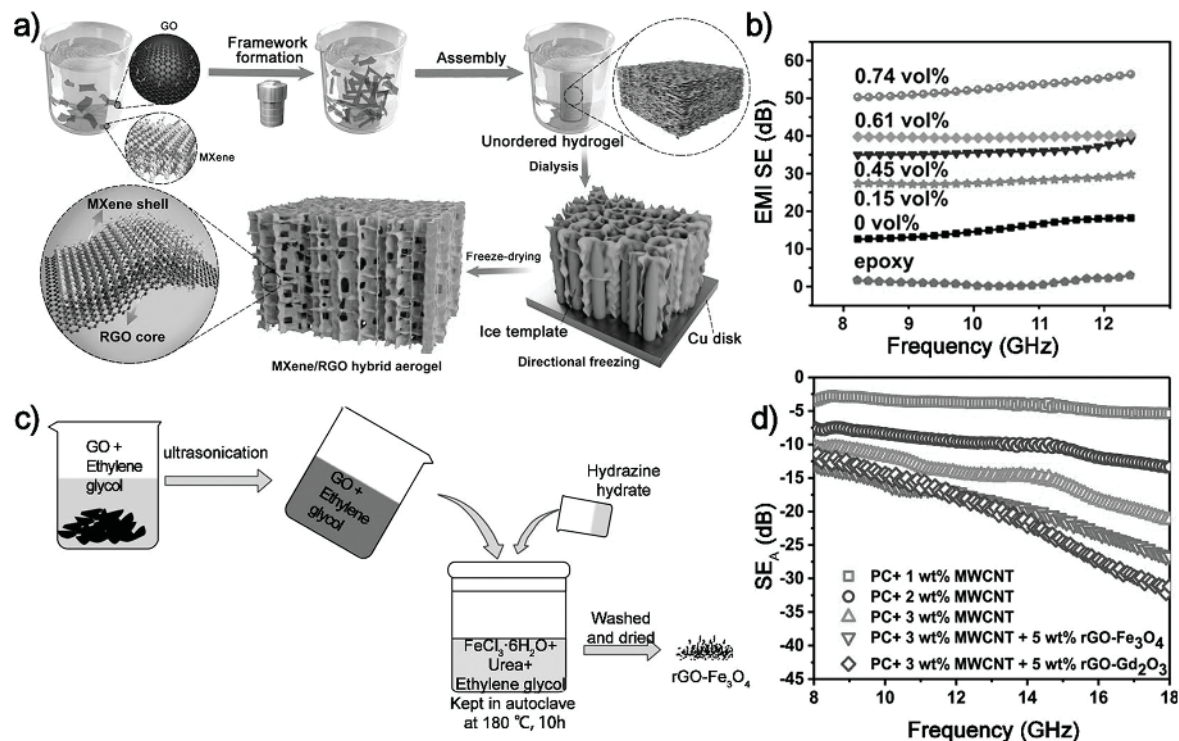 a)
GO
Framework
formation
Assembly
MXene
Unordered hydrogel
Dialysis
MXene shell
RGO core
Freeze-drying
MXene/RGO hybrid aerogel
Ice template
Cu disk
Directional freezing
b)
EMI SE (dB)
60
50
40
30
20
10
0
0.74 vol%
0.61 vol%
0.45 vol%
0.15 vol%
0 vol%
epoxy
8
9
10
11
12
Frequency (GHz)
c)
GO +
Ethylene
glycol
ultrasonication
GO +
Ethylene
glycol
Hydrazine
hydrate
FeCl₃·6H₂O+
Urea+
Ethylene glycol
Kept in autoclave
at 180 ℃, 10h
Washed
and dried
rGO-Fe₃O₄
d)
SE_A (dB)
0
-5
-10
-15
-20
-25
-30
-35
-40
-45
PC+ 1 wt% MWCNT
PC+ 2 wt% MWCNT
PC+ 3 wt% MWCNT
PC+ 3 wt% MWCNT + 5 wt% rGO-Fe₃O₄
PC+ 3 wt% MWCNT + 5 wt% rGO-Gd₂O₃
8
10
12
14
16
18
Frequency (GHz)